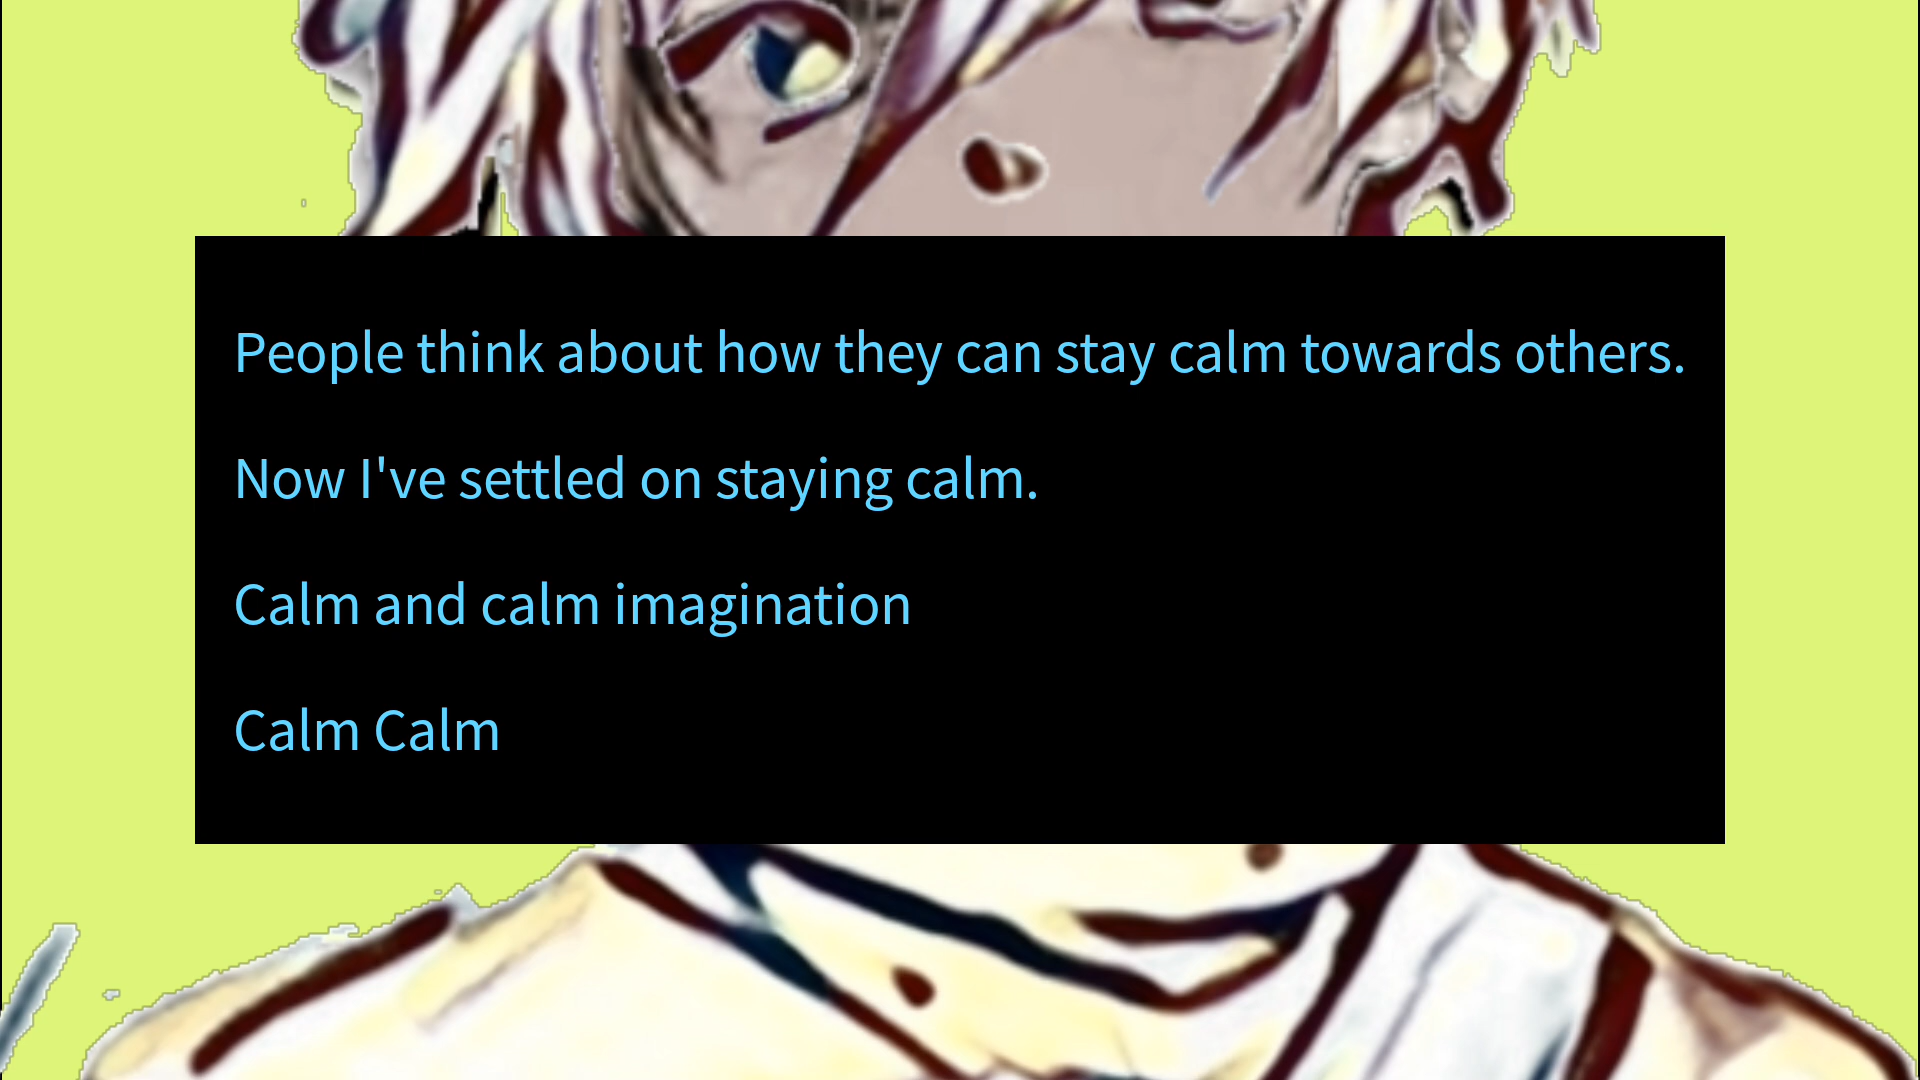 People think about how they can stay calm towards others.
Now I've settled on staying calm.
Calm and calm imagination
Calm Calm